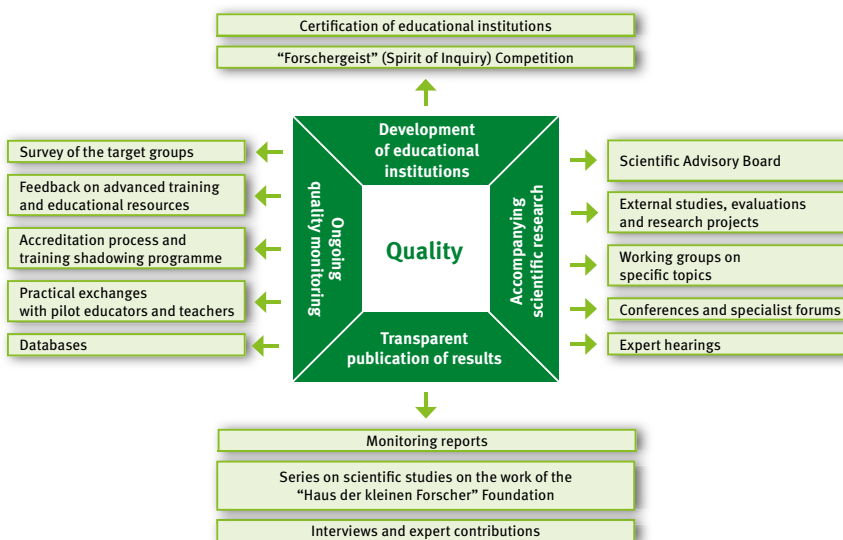 Certification of educational institutions
“Forschergeist” (Spirit of Inquiry) Competition
Development
of educational
institutions
Survey of the target groups
Feedback on advanced training
and educational resources
Accreditation process and
training shadowing programme
Practical exchanges
with pilot educators and teachers
Databases
Ongoing
quality monitoring
Quality
Accompanying
scientific research
Scientific Advisory Board
External studies, evaluations
and research projects
Working groups on
specific topics
Conferences and specialist forums
Expert hearings
Transparent
publication of results
Monitoring reports
Series on scientific studies on the work of the
“Haus der kleinen Forscher” Foundation
Interviews and expert contributions